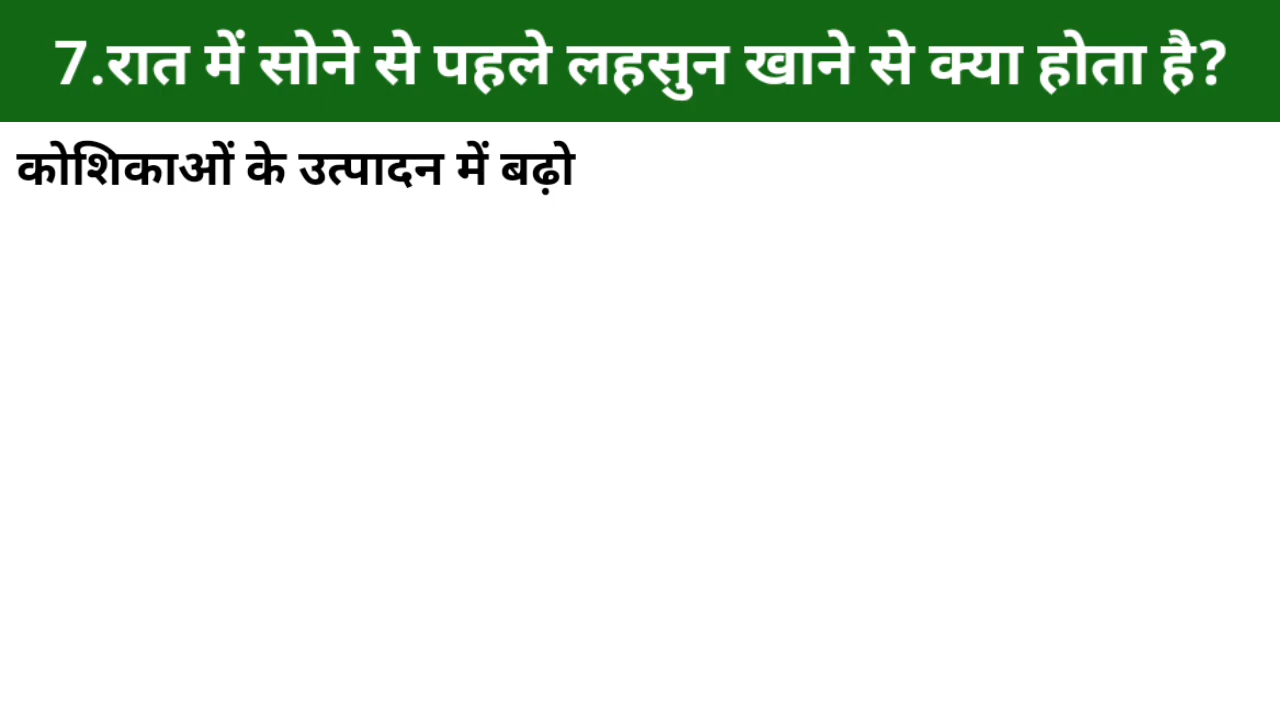 7.रात में सोने से पहले लहसुन खाने से क्या होता है?
कोशिकाओं के उत्पादन में बढ़ो